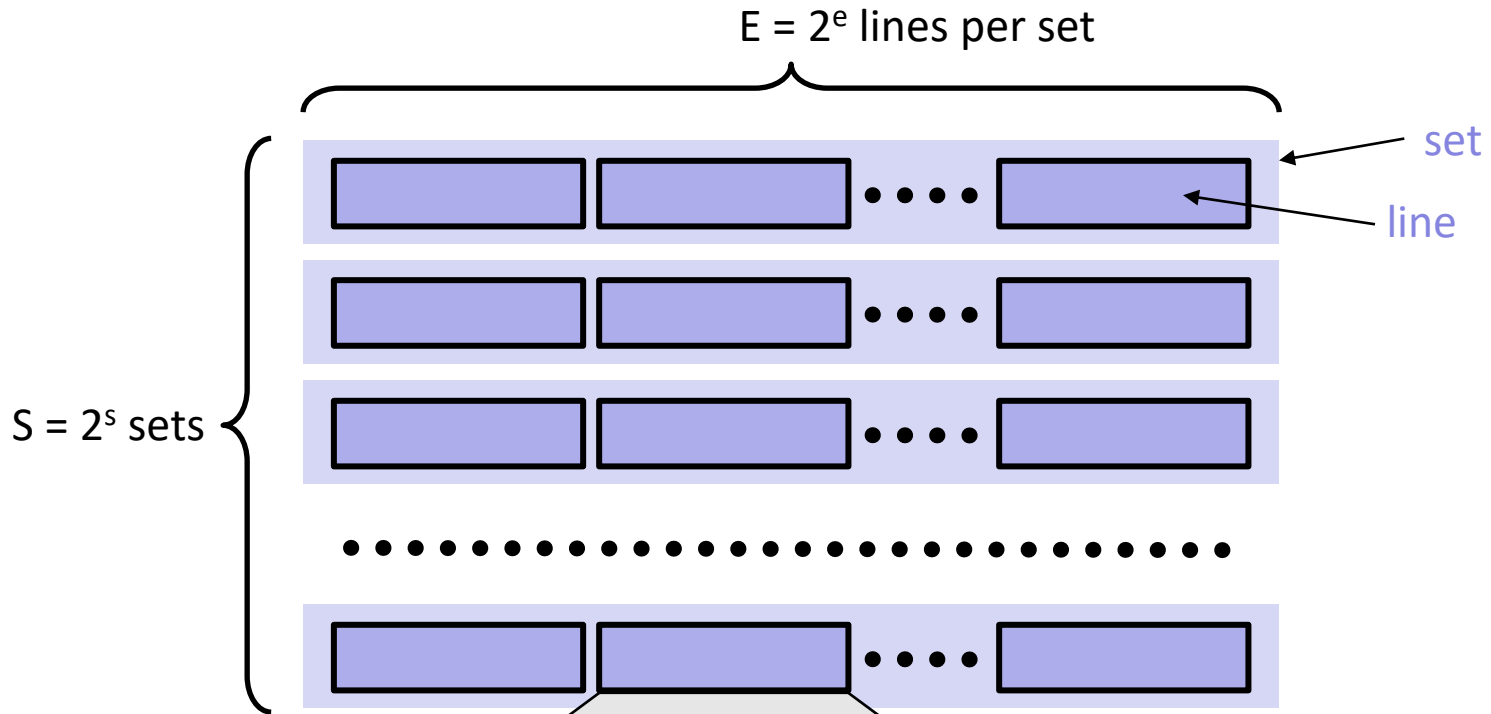 E = 2ᵉ lines per set
set
line
S = 2ˢ sets